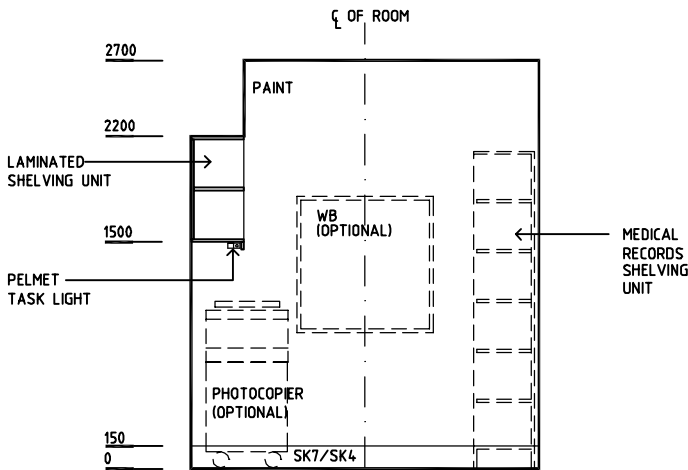 ℄ OF ROOM
2700
PAINT
2200
LAMINATED
SHELVING UNIT
WB
(OPTIONAL)
1500
MEDICAL
RECORDS
SHELVING
UNIT
PELMET
TASK LIGHT
PHOTOCOPIER
(OPTIONAL)
150
0
SK7/SK4